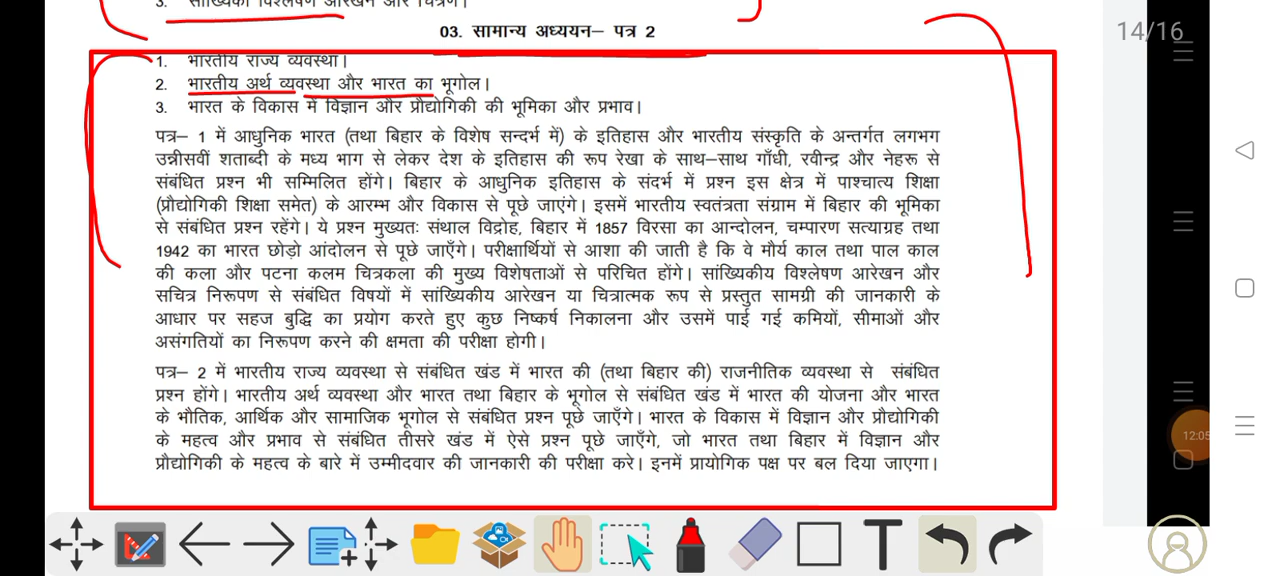 3. सांख्यिकी विश्लेषण आरेखन और चित्रण।
03. सामान्य अध्ययन– पत्र 2
14/16
1. भारतीय राज्य व्यवस्था।
2. भारतीय अर्थ व्यवस्था और भारत का भूगोल।
3. भारत के विकास में विज्ञान और प्रौद्योगिकी की भूमिका और प्रभाव।
पत्र– 1 में आधुनिक भारत (तथा बिहार के विशेष सन्दर्भ में) के इतिहास और भारतीय संस्कृति के अन्तर्गत लगभग
उन्नीसवीं शताब्दी के मध्य भाग से लेकर देश के इतिहास की रूप रेखा के साथ–साथ गाँधी, रवीन्द्र और नेहरू से
संबंधित प्रश्न भी सम्मिलित होंगे। बिहार के आधुनिक इतिहास के संदर्भ में प्रश्न इस क्षेत्र में पाश्चात्य शिक्षा
(प्रौद्योगिकी शिक्षा समेत) के आरम्भ और विकास से पूछे जाएंगे। इसमें भारतीय स्वतंत्रता संग्राम में बिहार की भूमिका
से संबंधित प्रश्न रहेंगे। ये प्रश्न मुख्यतः संथाल विद्रोह, बिहार में 1857 विरसा का आन्दोलन, चम्पारण सत्याग्रह तथा
1942 का भारत छोड़ो आंदोलन से पूछे जाएँगे। परीक्षार्थियों से आशा की जाती है कि वे मौर्य काल तथा पाल काल
की कला और पटना कलम चित्रकला की मुख्य विशेषताओं से परिचित होंगे। सांख्यिकीय विश्लेषण आरेखन और
सचित्र निरूपण से संबंधित विषयों में सांख्यिकीय आरेखन या चित्रात्मक रूप से प्रस्तुत सामग्री की जानकारी के
आधार पर सहज बुद्धि का प्रयोग करते हुए कुछ निष्कर्ष निकालना और उसमें पाई गई कमियों, सीमाओं और
असंगतियों का निरूपण करने की क्षमता की परीक्षा होगी।
पत्र– 2 में भारतीय राज्य व्यवस्था से संबंधित खंड में भारत की (तथा बिहार की) राजनीतिक व्यवस्था से संबंधित
प्रश्न होंगे। भारतीय अर्थ व्यवस्था और भारत तथा बिहार के भूगोल से संबंधित खंड में भारत की योजना और भारत
के भौतिक, आर्थिक और सामाजिक भूगोल से संबंधित प्रश्न पूछे जाएँगे। भारत के विकास में विज्ञान और प्रौद्योगिकी
के महत्व और प्रभाव से संबंधित तीसरे खंड में ऐसे प्रश्न पूछे जाएँगे, जो भारत तथा बिहार में विज्ञान और
प्रौद्योगिकी के महत्व के बारे में उम्मीदवार की जानकारी की परीक्षा करे। इनमें प्रायोगिक पक्ष पर बल दिया जाएगा।
12:05
T